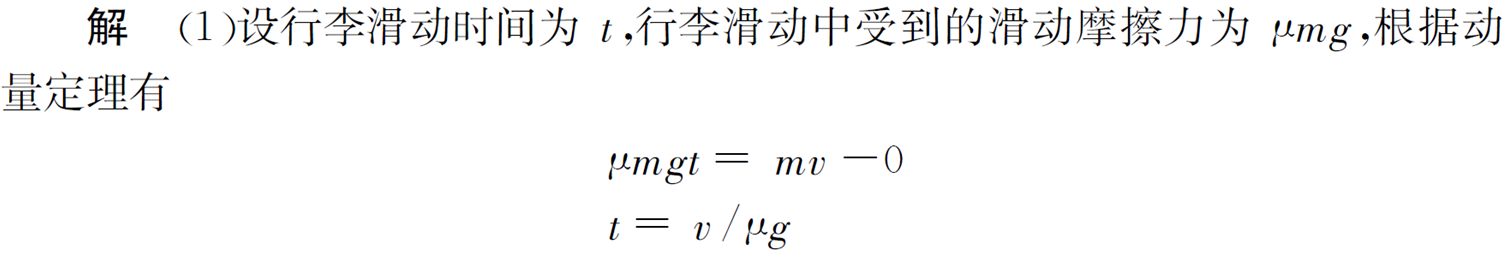 解 (1)设行李滑动时间为 t,行李滑动中受到的滑动摩擦力为 μmg,根据动
量定理有
μmgt = mv − 0
t = v/μg